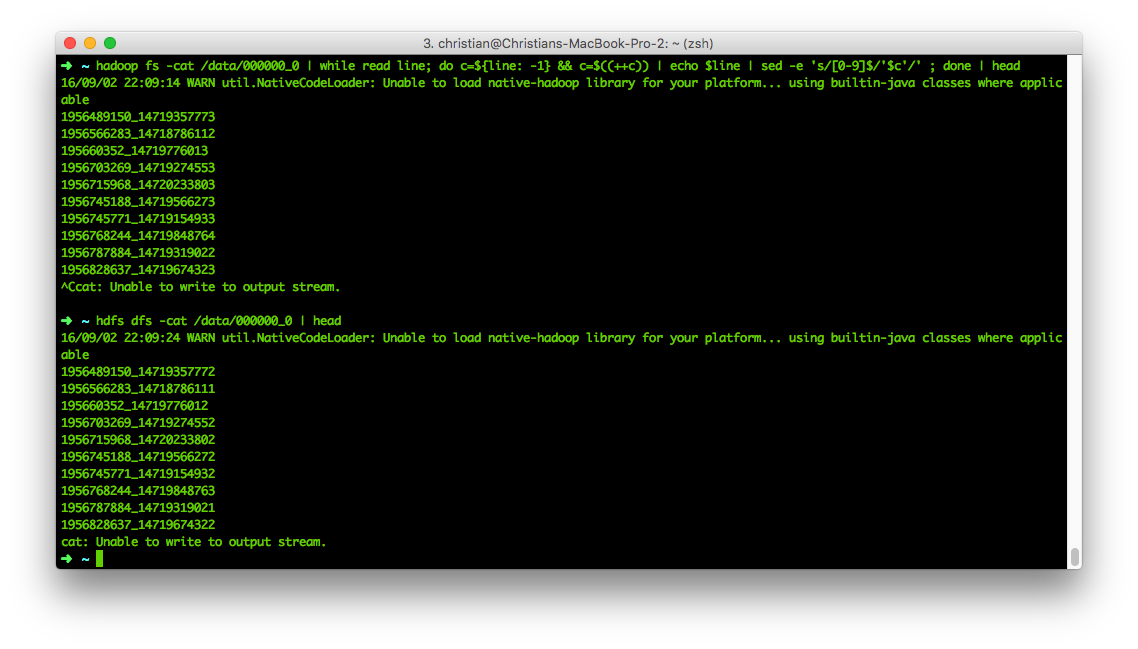 3. christian@Christians-MacBook-Pro-2: ~ (zsh)
➜ ~ hadoop fs -cat /data/000000_0 | while read line; do c=${line: -1} && c=$((++c)) | echo $line | sed -e 's/[0-9]$/'$c'/' ; done | head
16/09/02 22:09:14 WARN util.NativeCodeLoader: Unable to load native-hadoop library for your platform... using builtin-java classes where applic
able
1956489150_14719357773
1956566283_14718786112
195660352_14719776013
1956703269_14719274553
1956715968_14720233803
1956745188_14719566273
1956745771_14719154933
1956768244_14719848764
1956787884_14719319022
1956828637_14719674323
^Ccat: Unable to write to output stream.
➜ ~ hdfs dfs -cat /data/000000_0 | head
16/09/02 22:09:24 WARN util.NativeCodeLoader: Unable to load native-hadoop library for your platform... using builtin-java classes where applic
able
1956489150_14719357772
1956566283_14718786111
195660352_14719776012
1956703269_14719274552
1956715968_14720233802
1956745188_14719566272
1956745771_14719154932
1956768244_14719848763
1956787884_14719319021
1956828637_14719674322
cat: Unable to write to output stream.
➜ ~